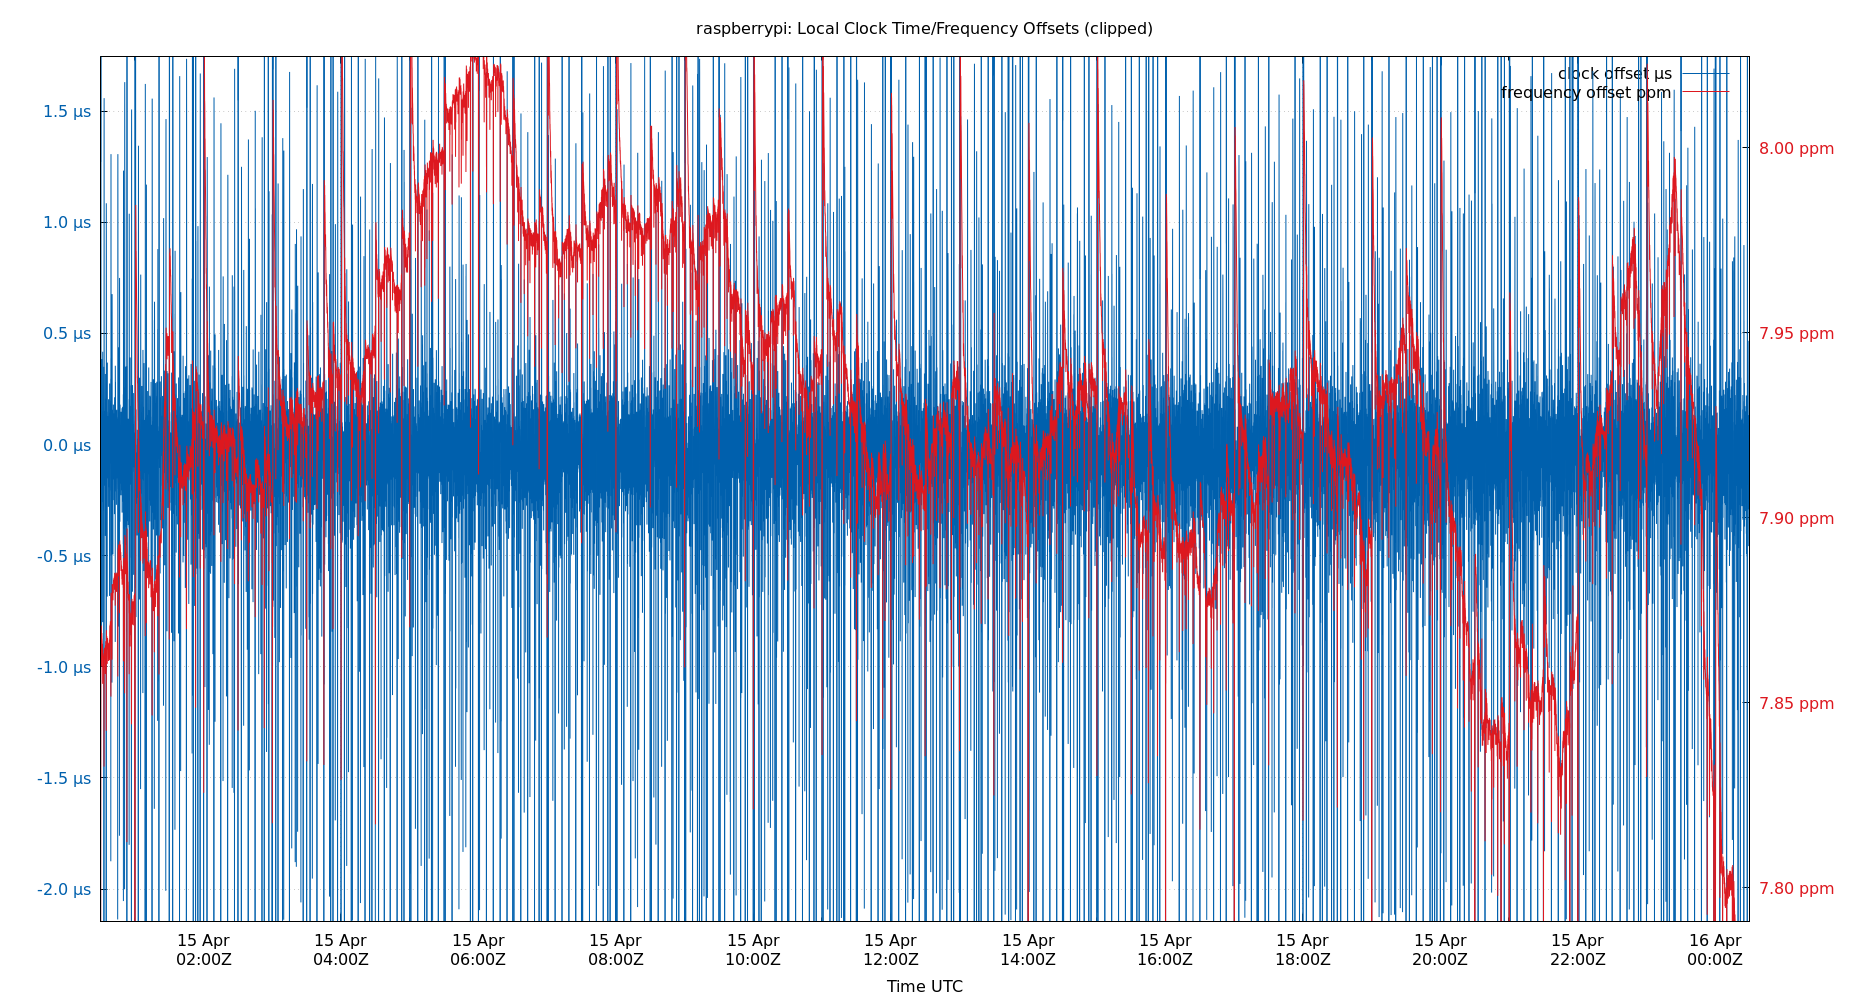 raspberrypi: Local Clock Time/Frequency Offsets (clipped)
clock offset µs
frequency offset ppm
1.5 µs
1.0 µs
0.5 µs
0.0 µs
-0.5 µs
-1.0 µs
-1.5 µs
-2.0 µs
8.00 ppm
7.95 ppm
7.90 ppm
7.85 ppm
7.80 ppm
15 Apr 15 Apr 15 Apr 15 Apr 15 Apr 15 Apr 15 Apr 15 Apr 15 Apr 15 Apr 15 Apr 16 Apr
02:00Z 04:00Z 06:00Z 08:00Z 10:00Z 12:00Z 14:00Z 16:00Z 18:00Z 20:00Z 22:00Z 00:00Z
Time UTC